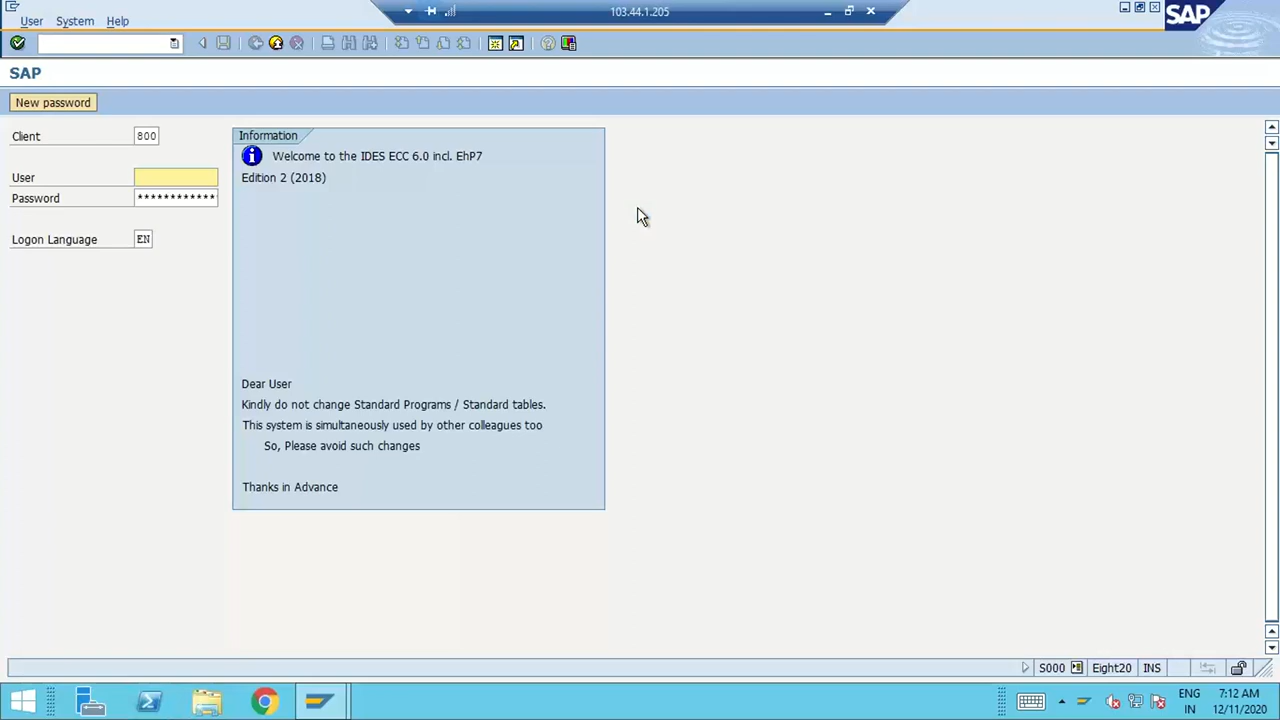 103.44.1.205
User System Help
SAP
SAP
New password
Client 800
User
Password ************
Logon Language EN
Information
Welcome to the IDES ECC 6.0 incl. EhP7
Edition 2 (2018)
Dear User
Kindly do not change Standard Programs / Standard tables.
This system is simultaneously used by other colleagues too
So, Please avoid such changes
Thanks in Advance
S000 Eight20 INS
ENG 7:12 AM
IN 12/11/2020